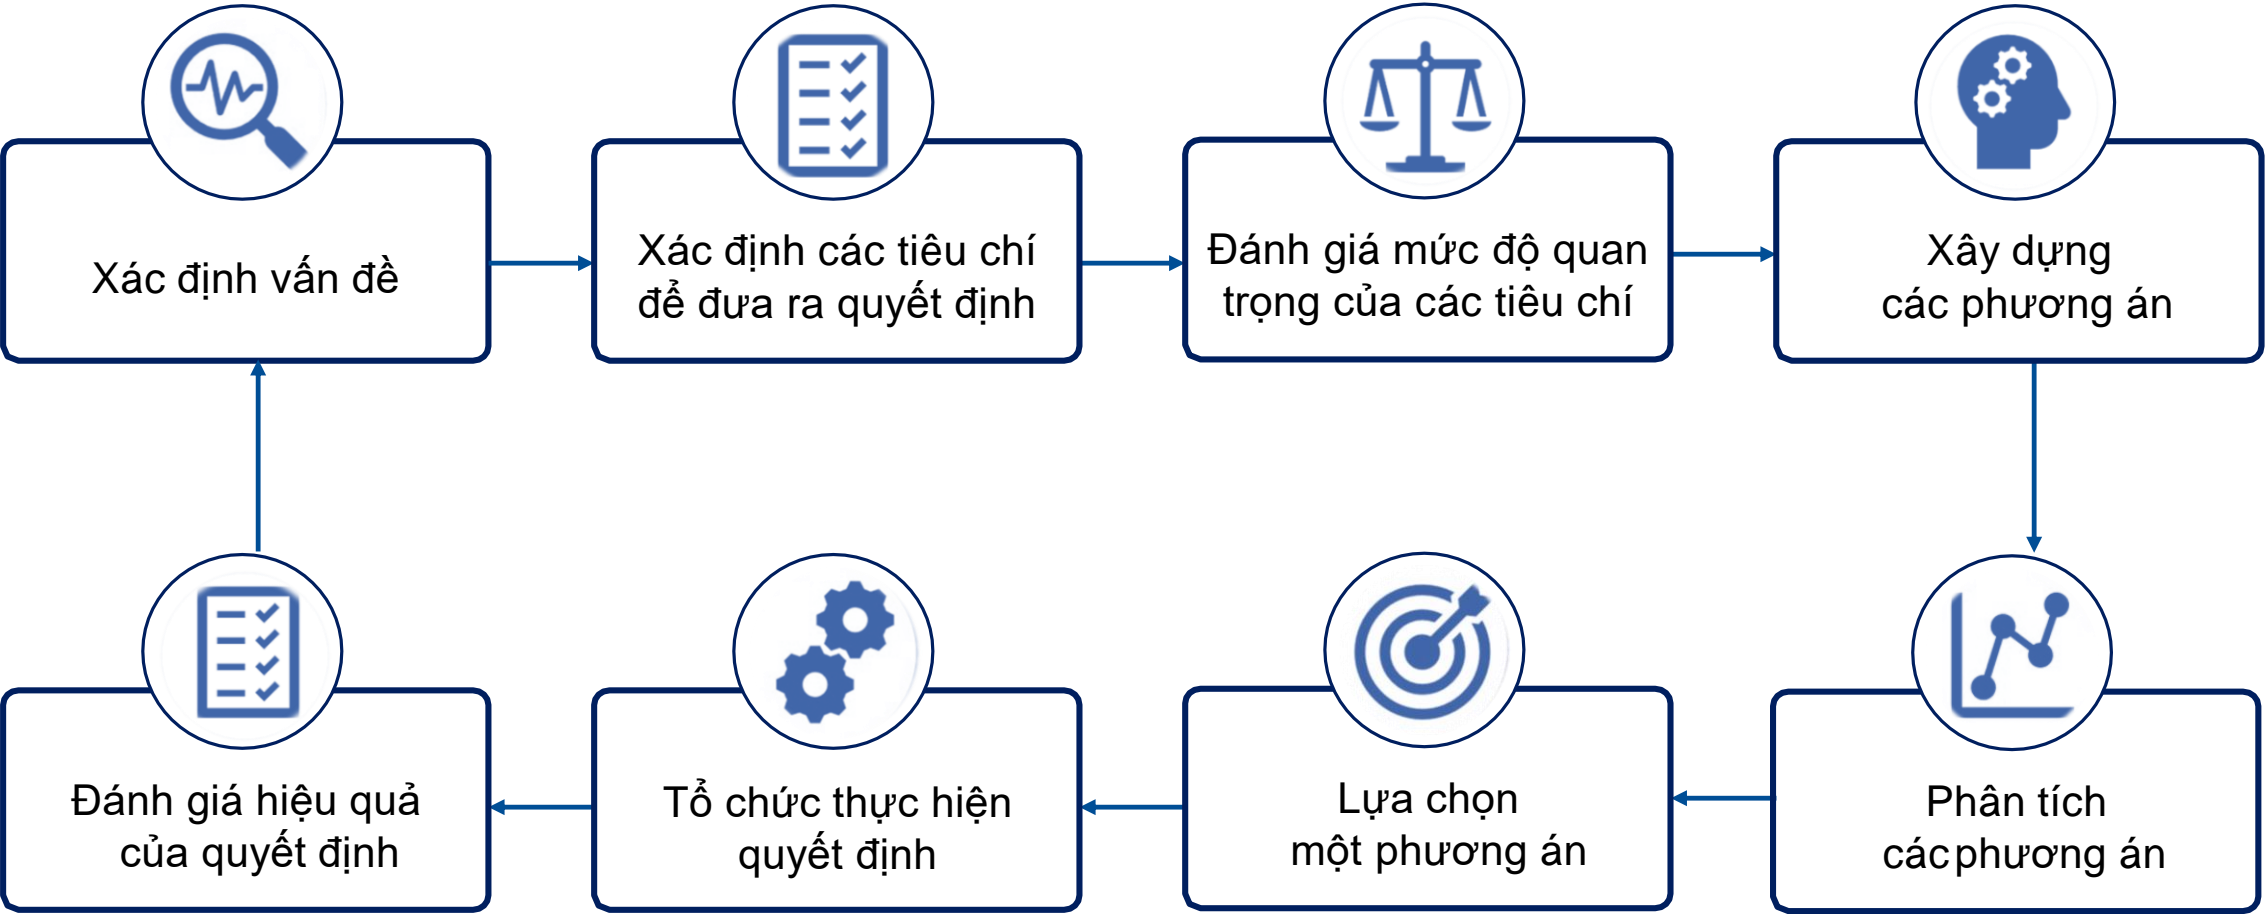 Xác định vấn đề
Xác định các tiêu chí
để đưa ra quyết định
Đánh giá mức độ quan
trọng của các tiêu chí
Xây dựng
các phương án
Phân tích
các phương án
Lựa chọn
một phương án
Tổ chức thực hiện
quyết định
Đánh giá hiệu quả
của quyết định